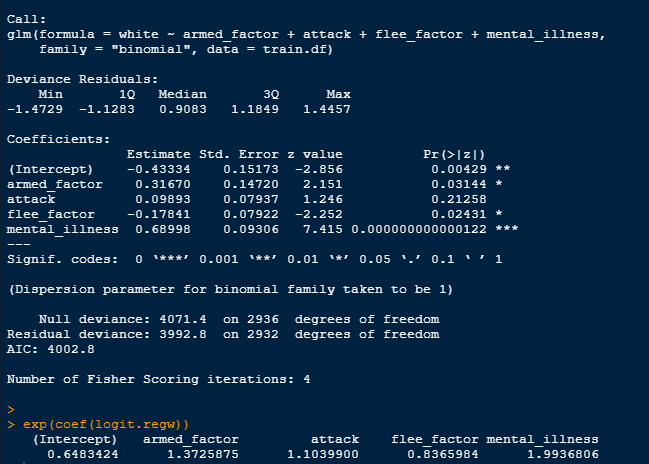 Call:
glm(formula = white ~ armed_factor + attack + flee_factor + mental_illness,
    family = "binomial", data = train.df)
Deviance Residuals:
    Min       1Q   Median       3Q      Max
-1.4729  -1.1283   0.9083   1.1849   1.4457
Coefficients:
               Estimate Std. Error z value          Pr(>|z|)
(Intercept)    -0.43334    0.15173  -2.856           0.00429 **
armed_factor    0.31670    0.14720   2.151           0.03144 *
attack          0.09893    0.07937   1.246           0.21258
flee_factor    -0.17841    0.07922  -2.252           0.02431 *
mental_illness  0.68998    0.09306   7.415 0.000000000000122 ***
---
Signif. codes:  0 ‘***’ 0.001 ‘**’ 0.01 ‘*’ 0.05 ‘.’ 0.1 ‘ ’ 1
(Dispersion parameter for binomial family taken to be 1)
    Null deviance: 4071.4  on 2936  degrees of freedom
Residual deviance: 3992.8  on 2932  degrees of freedom
AIC: 4002.8
Number of Fisher Scoring iterations: 4
>
> exp(coef(logit.regw))
   (Intercept)   armed_factor         attack    flee_factor mental_illness
     0.6483424      1.3725875      1.1039900      0.8365984      1.9936806